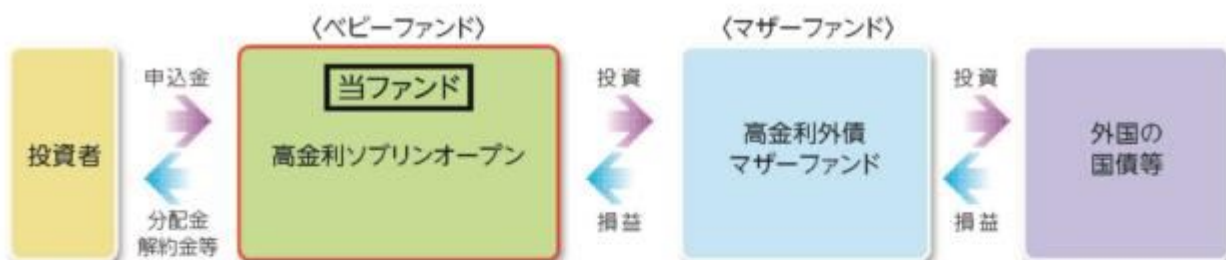 〈ベビーファンド〉
〈マザーファンド〉
投資者
申込金
分配金
解約金等
当ファンド
高金利ソブリンオープン
投資
損益
高金利外債
マザーファンド
投資
損益
外国の
国債等